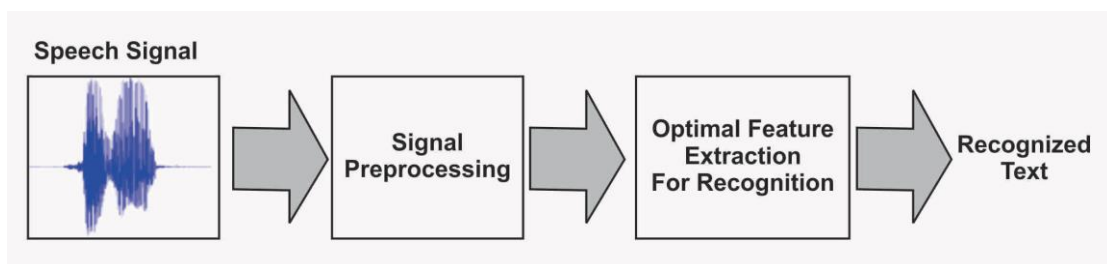 Speech Signal
Signal
Preprocessing
Optimal Feature
Extraction
For Recognition
Recognized
Text